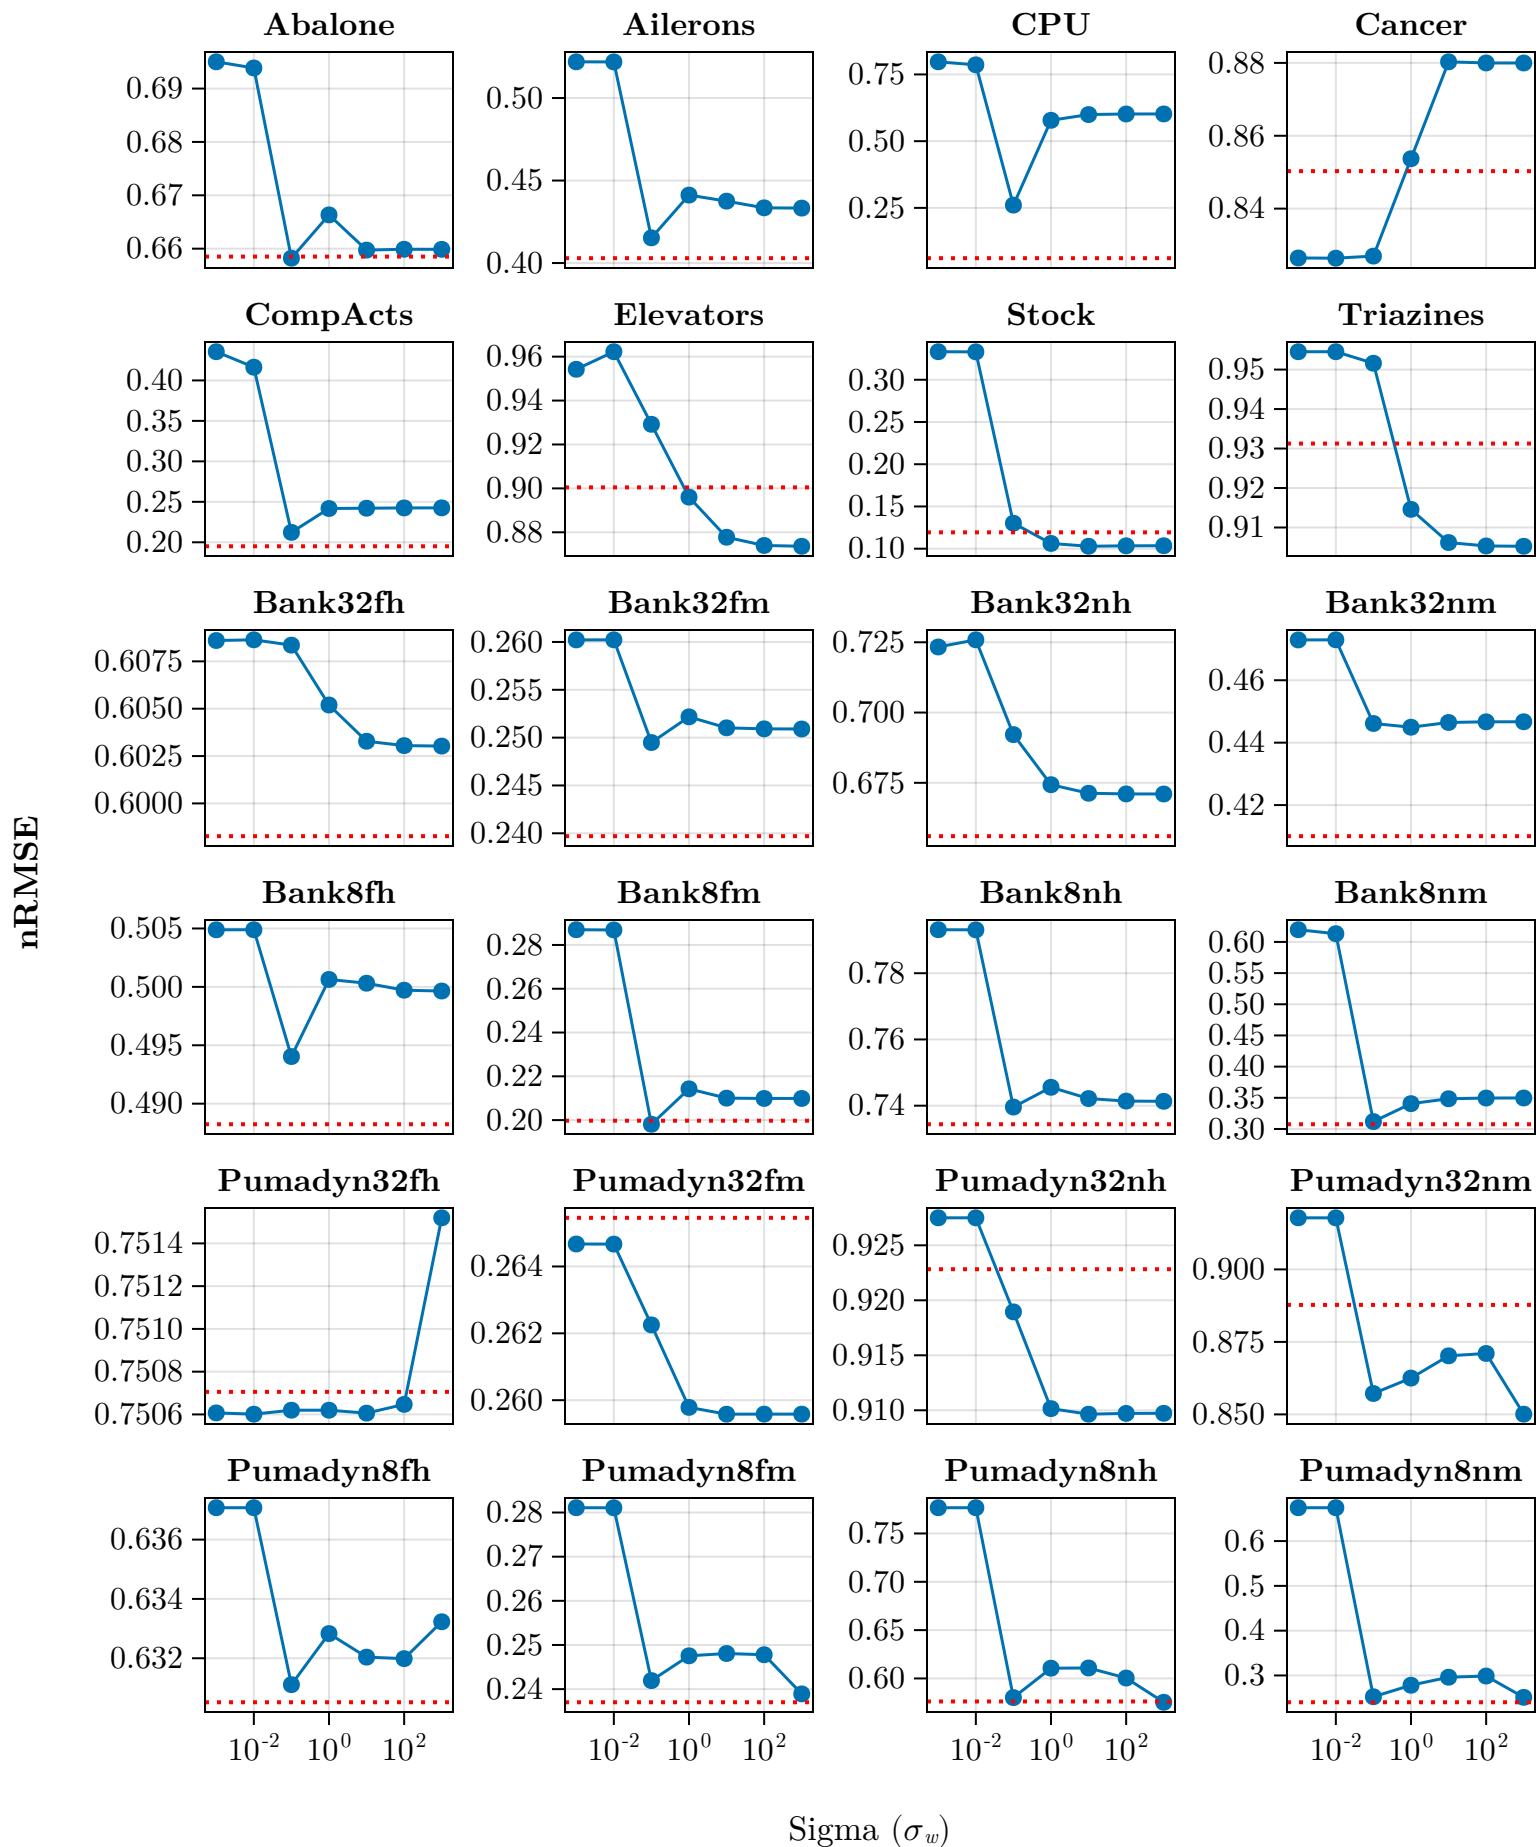 Abalone Ailerons CPU Cancer
0.69 0.68 0.67 0.66
0.50 0.45 0.40
0.75 0.50 0.25
0.88 0.86 0.84
CompActs Elevators Stock Triazines
0.40 0.35 0.30 0.25 0.20
0.96 0.94 0.92 0.90 0.88
0.30 0.25 0.20 0.15 0.10
0.95 0.94 0.93 0.92 0.91
Bank32fh Bank32fm Bank32nh Bank32nm
0.6075 0.6050 0.6025 0.6000
0.260 0.255 0.250 0.245 0.240
0.725 0.700 0.675
0.46 0.44 0.42
nRMSE
Bank8fh Bank8fm Bank8nh Bank8nm
0.505 0.500 0.495 0.490
0.28 0.26 0.24 0.22 0.20
0.78 0.76 0.74
0.60 0.55 0.50 0.45 0.40 0.35 0.30
Pumadyn32fh Pumadyn32fm Pumadyn32nh Pumadyn32nm
0.7514 0.7512 0.7510 0.7508 0.7506
0.264 0.262 0.260
0.925 0.920 0.915 0.910
0.900 0.875 0.850
Pumadyn8fh Pumadyn8fm Pumadyn8nh Pumadyn8nm
0.636 0.634 0.632
0.28 0.27 0.26 0.25 0.24
0.75 0.70 0.65 0.60
0.6 0.5 0.4 0.3
10⁻² 10⁰ 10² 10⁻² 10⁰ 10² 10⁻² 10⁰ 10² 10⁻² 10⁰ 10²
Sigma (σ_w)